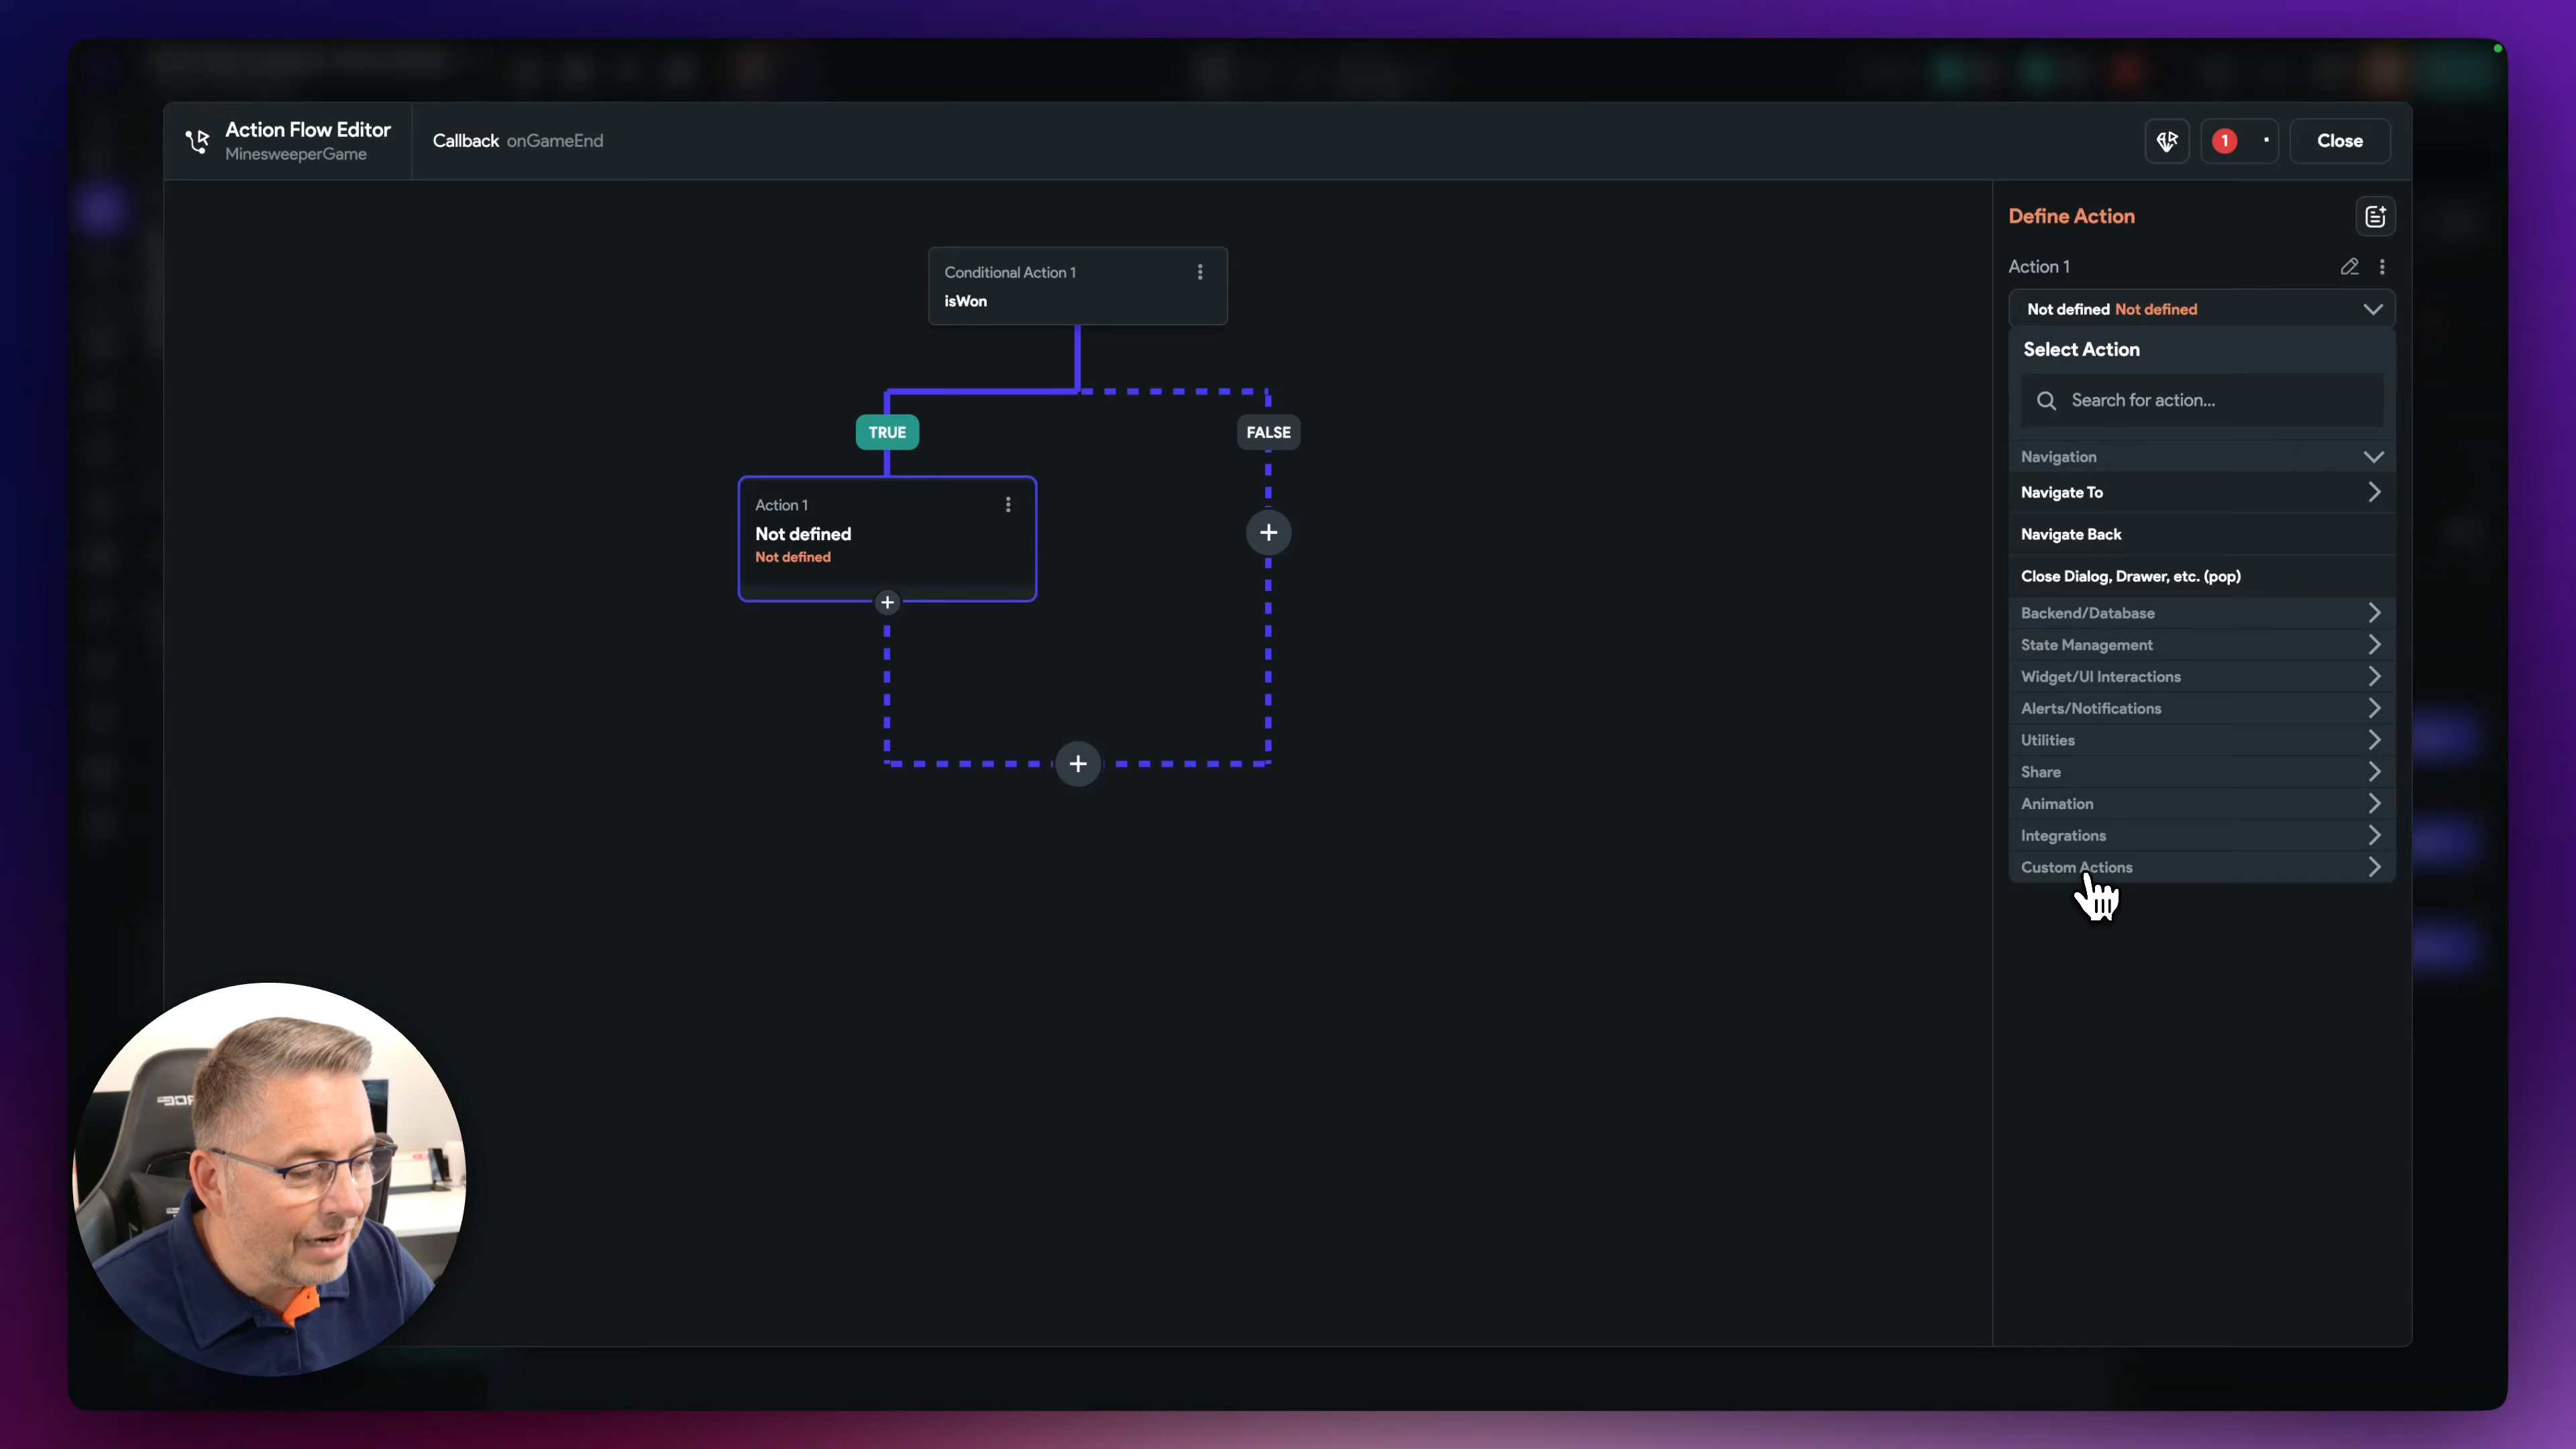 Action Flow Editor
MinesweeperGame
Callback onGameEnd
1
Close
Define Action
Action 1
Not defined Not defined
Select Action
Search for action...
Navigation
Navigate To
Navigate Back
Close Dialog, Drawer, etc. (pop)
Backend/Database
State Management
Widget/UI Interactions
Alerts/Notifications
Utilities
Share
Animation
Integrations
Custom Actions
Conditional Action 1
isWon
TRUE
FALSE
Action 1
Not defined
Not defined